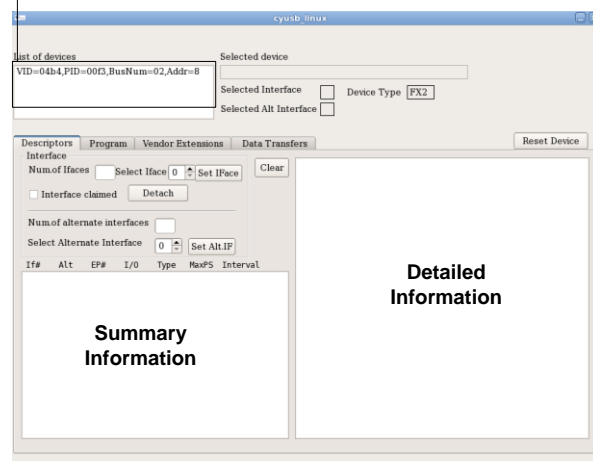 cyusb_linux
List of devices
Selected device
VID=04b4,PID=00f3,BusNum=02,Addr=8
Selected Interface
Device Type FX2
Selected Alt Interface
Descriptors Program Vendor Extensions Data Transfers
Reset Device
Interface
Num.of Ifaces Select Iface 0 Set IFace
Clear
Interface claimed Detach
Num.of alternate interfaces
Select Alternate Interface 0 Set Alt.IF
If# Alt EP# I/O Type MaxPS Interval
Summary
Information
Detailed
Information